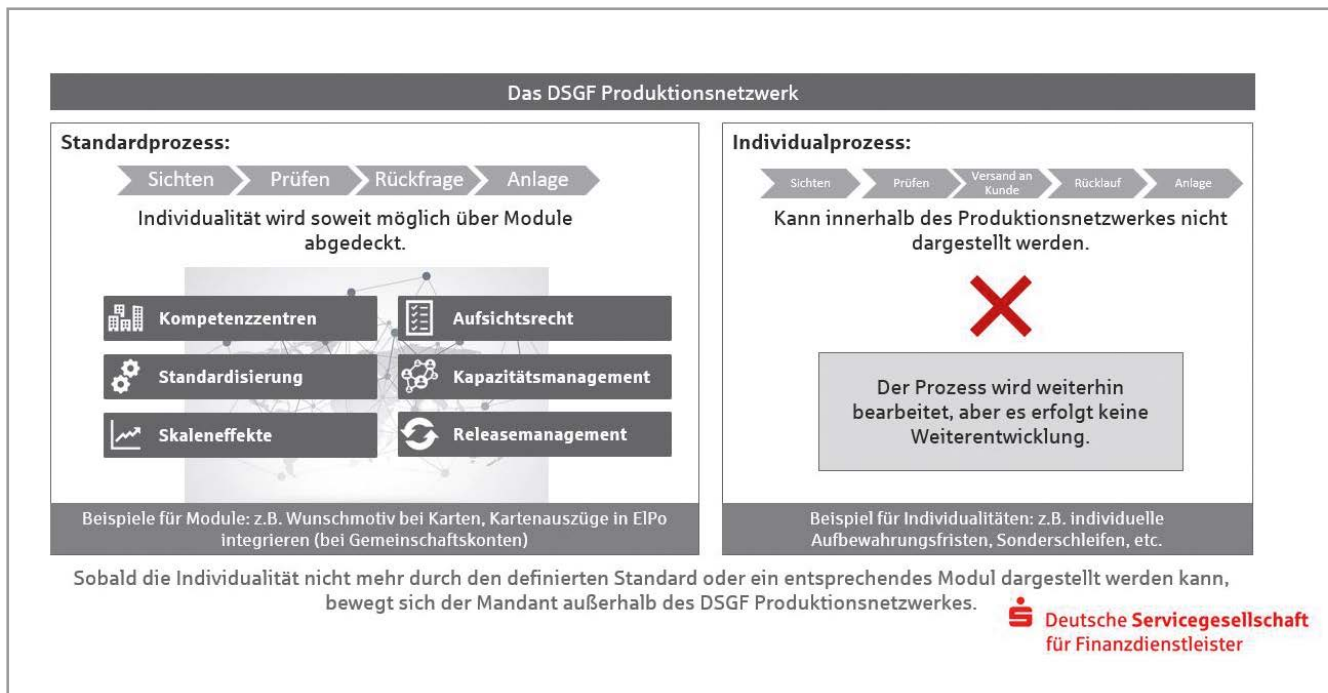 Das DSGF Produktionsnetzwerk
Standardprozess:
Sichten
Prüfen
Rückfrage
Anlage
Individualität wird soweit möglich über Module
abgedeckt.
Kompetenzzentren
Aufsichtsrecht
Standardisierung
Kapazitätsmanagement
Skaleneffekte
Releasemanagement
Beispiele für Module: z.B. Wunschmotiv bei Karten, Kartenauszüge in ElPo
integrieren (bei Gemeinschaftskonten)
Individualprozess:
Sichten
Prüfen
Versand an
Kunde
Rücklauf
Anlage
Kann innerhalb des Produktionsnetzwerkes nicht
dargestellt werden.
Der Prozess wird weiterhin
bearbeitet, aber es erfolgt keine
Weiterentwicklung.
Beispiel für Individualitäten: z.B. individuelle
Aufbewahrungsfristen, Sonderschleifen, etc.
Sobald die Individualität nicht mehr durch den definierten Standard oder ein entsprechendes Modul dargestellt werden kann,
bewegt sich der Mandant außerhalb des DSGF Produktionsnetzwerkes.
Deutsche Servicegesellschaft
für Finanzdienstleister